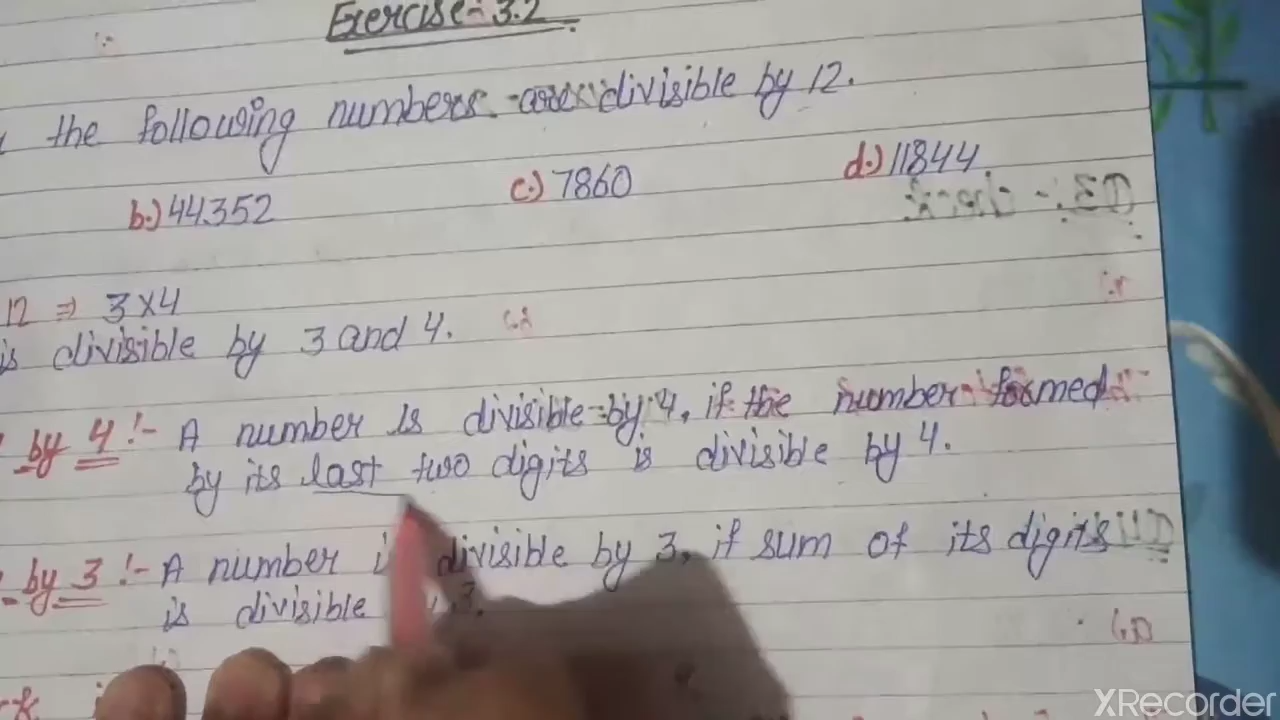 Exercise - 3.2
the following numbers are divisible by 12.
b.) 44352 c.) 7860 d.) 11844
12 ⇒ 3×4
is divisible by 3 and 4.
by 4 :- A number is divisible by 4, if the number formed
by its last two digits is divisible by 4.
by 3 :- A number divisible by 3, if sum of its digits
is divisible 3.
XRecorder